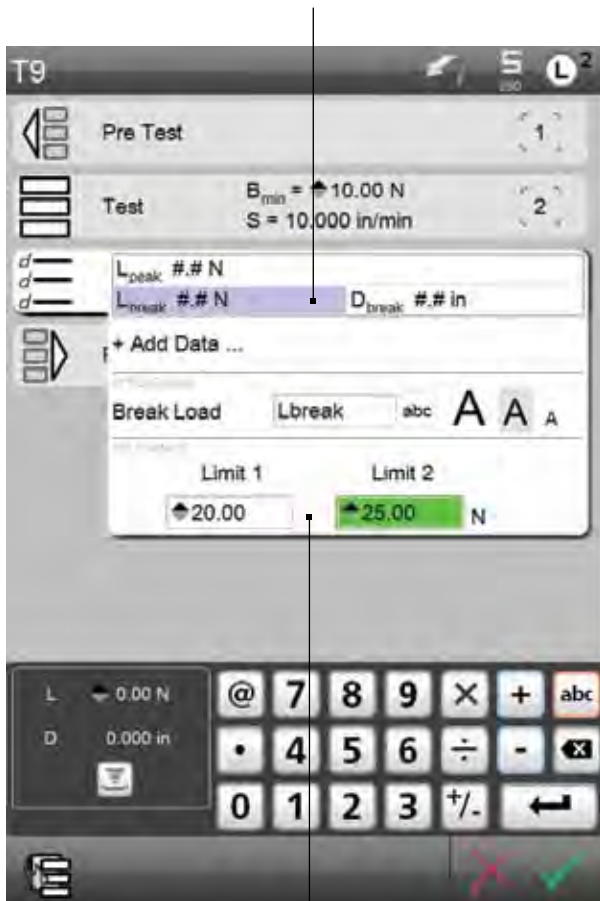 T9
S L 2
Pre Test 1
Test
Bmin = 10.00 N
S = 10.000 in/min
2
d
d
d
Lpeak #.# N
Lbreak #.# N Dbreak #.# in
+ Add Data ...
Break Load Lbreak abc A A A
Limit 1 Limit 2
20.00 25.00 N
L 0.00 N
D 0.000 in
@ 7 8 9 × + abc
• 4 5 6 ÷ -
0 1 2 3 +/-